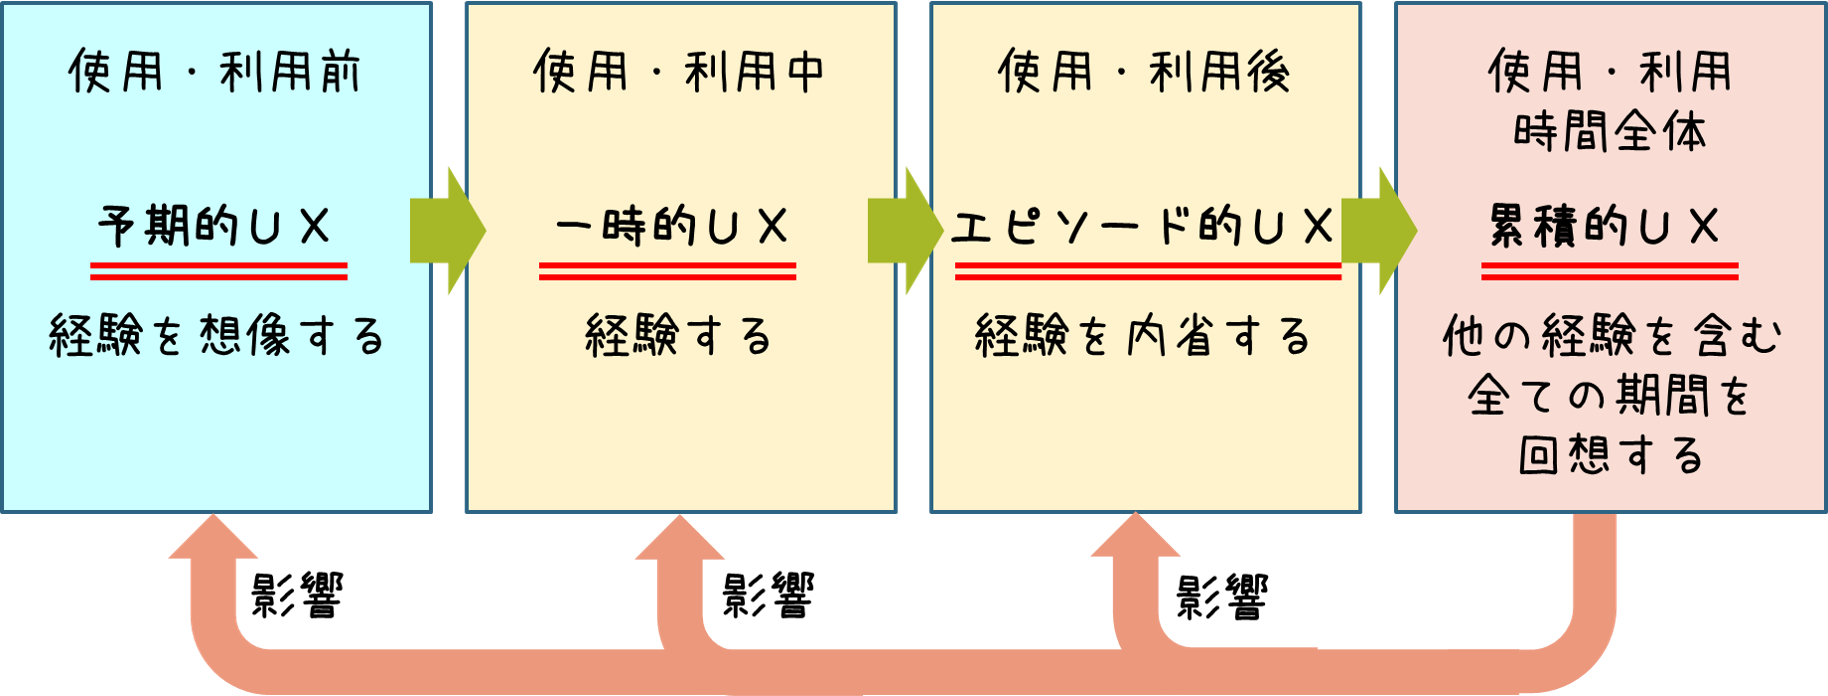 使用・利用前
予期的UX
経験を想像する
使用・利用中
一時的UX
経験する
使用・利用後
エピソード的UX
経験を内省する
使用・利用
時間全体
累積的UX
他の経験を含む
全ての期間を
回想する
影響
影響
影響